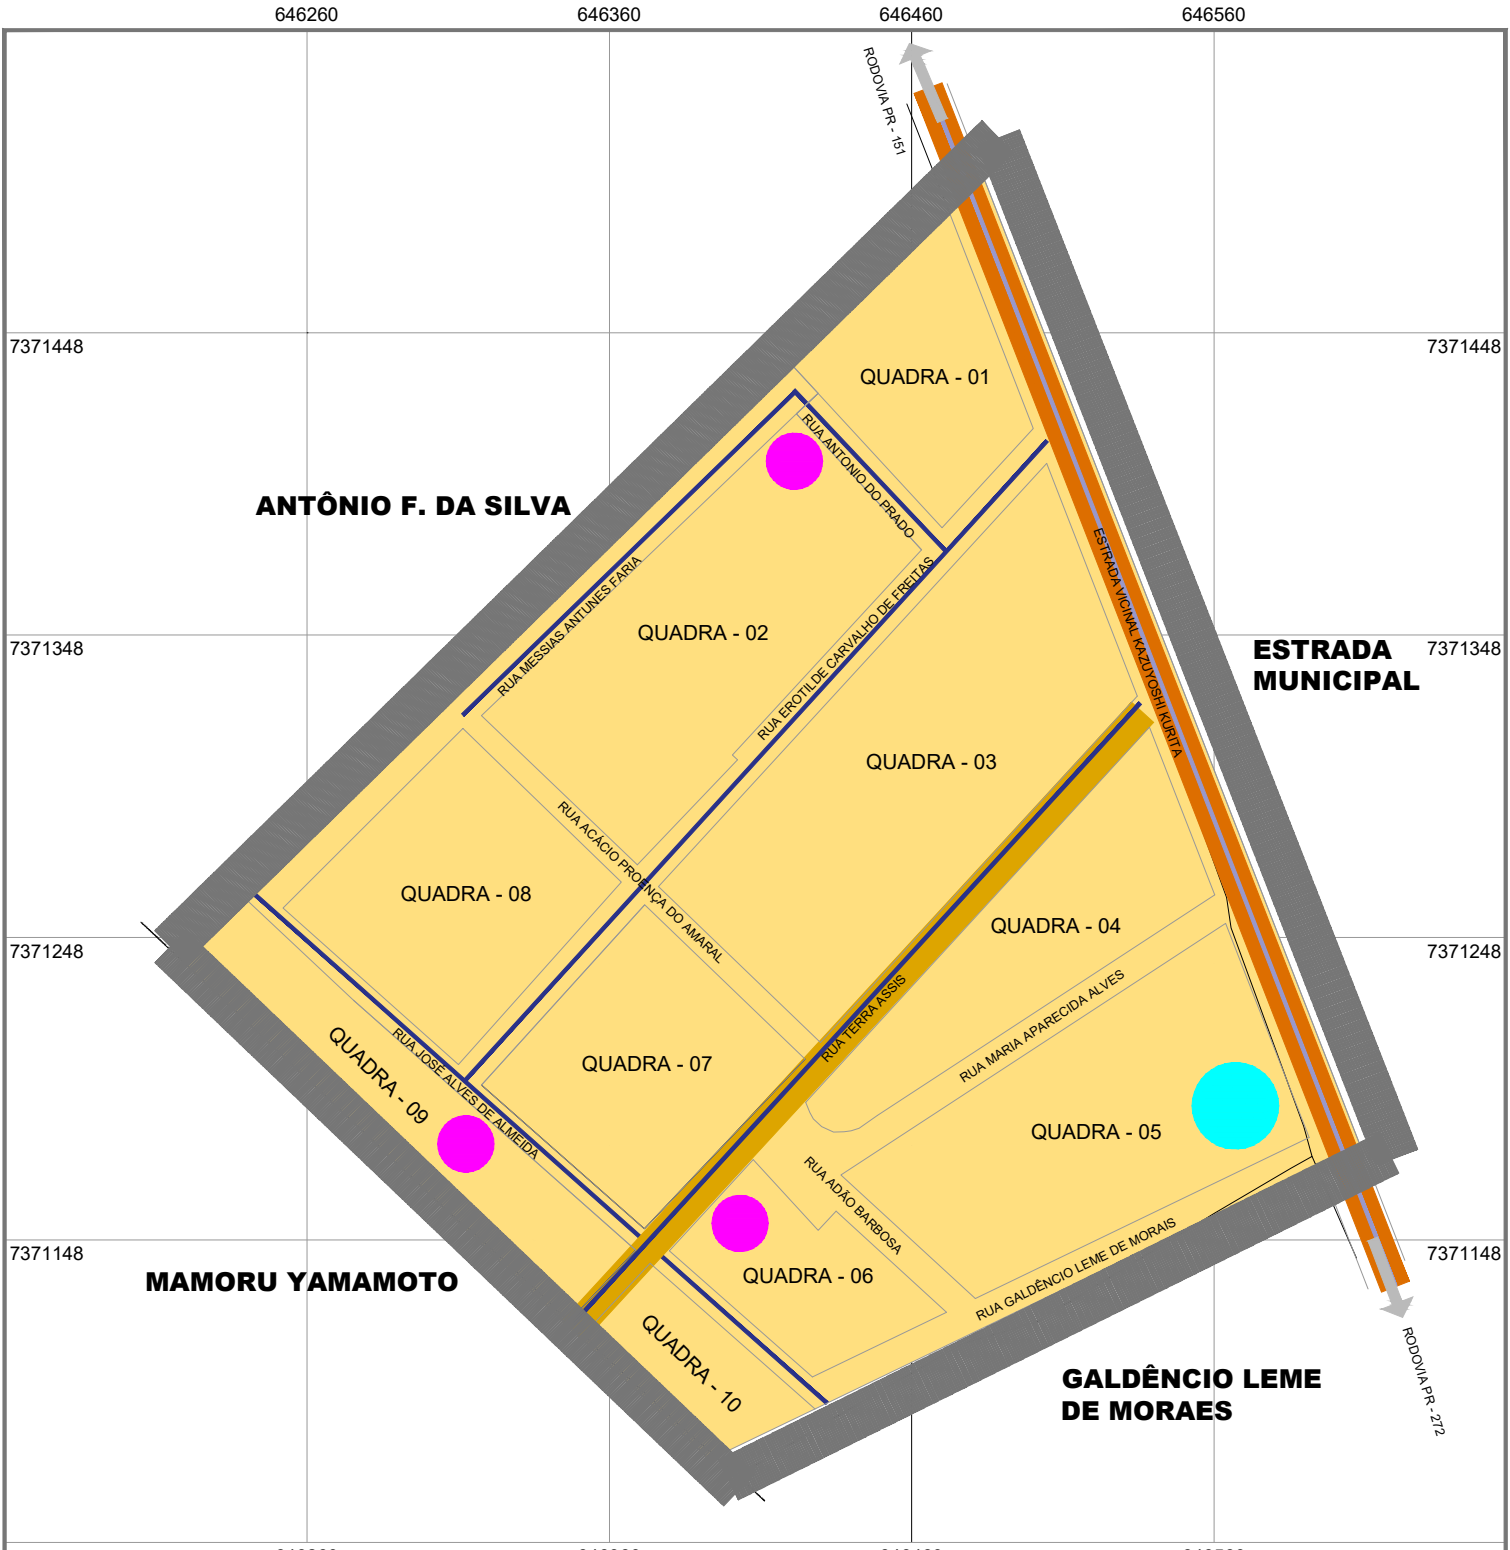 646260
646360
646460
646560
RODOVIA PR - 151
7371448
7371448
QUADRA - 01
RUA ANTONIO DO PRADO
ANTÔNIO F. DA SILVA
RUA MESSIAS ANTUNES FARIA
QUADRA - 02
RUA EROTILDE CARVALHO DE FREITAS
ESTRADA VICINAL KAZUYOSHI KURITA
7371348
7371348
ESTRADA
MUNICIPAL
QUADRA - 03
RUA ACÁCIO PROENÇA DO AMARAL
QUADRA - 08
QUADRA - 04
7371248
7371248
RUA TERRA ASSIS
RUA MARIA APARECIDA ALVES
QUADRA - 09
RUA JOSÉ ALVES DE ALMEIDA
QUADRA - 07
QUADRA - 05
RUA ADÃO BARBOSA
7371148
7371148
MAMORU YAMAMOTO
QUADRA - 06
RUA GALDÊNCIO LEME DE MORAIS
QUADRA - 10
GALDÊNCIO LEME
DE MORAES
RODOVIA PR - 272